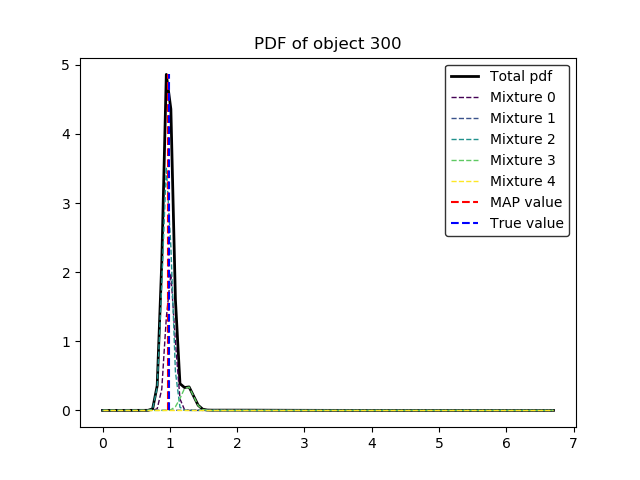 PDF of object 300
Total pdf
Mixture 0
Mixture 1
Mixture 2
Mixture 3
Mixture 4
MAP value
True value
5
4
3
2
1
0
0 1 2 3 4 5 6 7